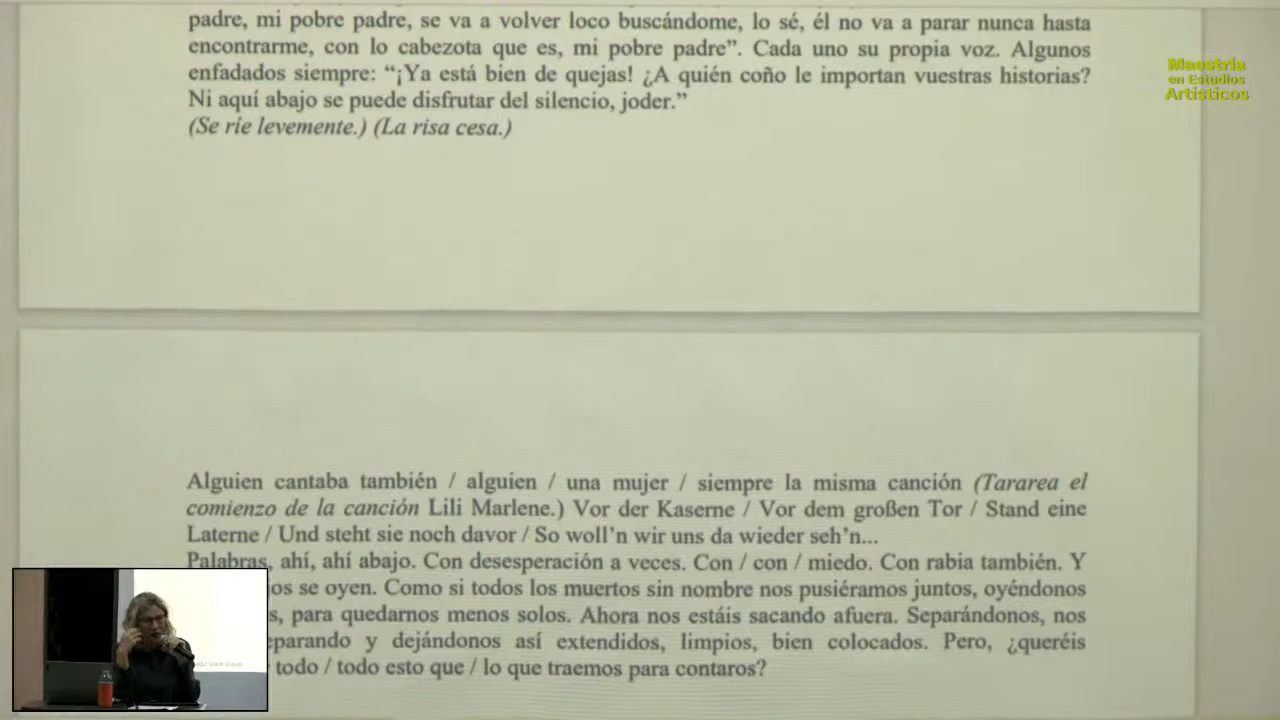 padre, mi pobre padre, se va a volver loco buscándome, lo sé, él no va a parar nunca hasta
encontrarme, con lo cabezota que es, mi pobre padre”. Cada uno su propia voz. Algunos
enfadados siempre: “¡Ya está bien de quejas! ¿A quién coño le importan vuestras historias?
Ni aquí abajo se puede disfrutar del silencio, joder.”
(Se ríe levemente.) (La risa cesa.)
Maestría
en Estudios
Artísticos
Alguien cantaba también / alguien / una mujer / siempre la misma canción (Tararea el
comienzo de la canción Lili Marlene.) Vor der Kaserne / Vor dem großen Tor / Stand eine
Laterne / Und steht sie noch davor / So woll’n wir uns da wieder seh’n...
Palabras, ahí, ahí abajo. Con desesperación a veces. Con / con / miedo. Con rabia también. Y
os se oyen. Como si todos los muertos sin nombre nos pusiéramos juntos, oyéndonos
s, para quedarnos menos solos. Ahora nos estáis sacando afuera. Separándonos, nos
eparando y dejándonos así extendidos, limpios, bien colocados. Pero, ¿queréis
todo / todo esto que / lo que traemos para contaros?